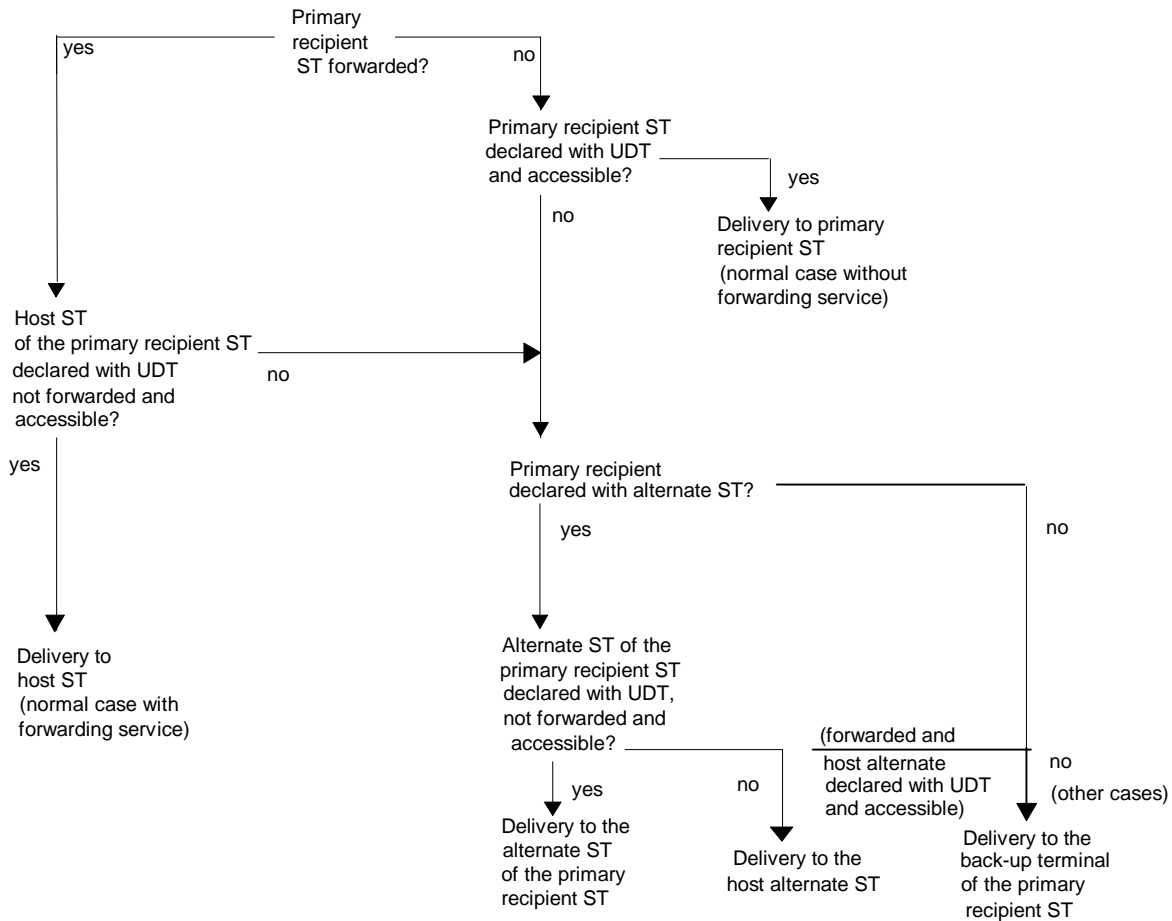 Primary
recipient
ST forwarded?
yes
no
Primary recipient ST
declared with UDT
and accessible?
yes
no
Delivery to primary
recipient ST
(normal case without
forwarding service)
Host ST
of the primary recipient ST
declared with UDT
not forwarded and
accessible?
no
yes
Primary recipient
declared with alternate ST?
yes
no
Delivery to
host ST
(normal case with
forwarding service)
Alternate ST of the
primary recipient ST
declared with UDT,
not forwarded and
accessible?
(forwarded and
host alternate
declared with UDT
and accessible)
no
(other cases)
yes
no
Delivery to the
alternate ST
of the primary
recipient ST
Delivery to the
host alternate ST
Delivery to the
back-up terminal
of the primary
recipient ST